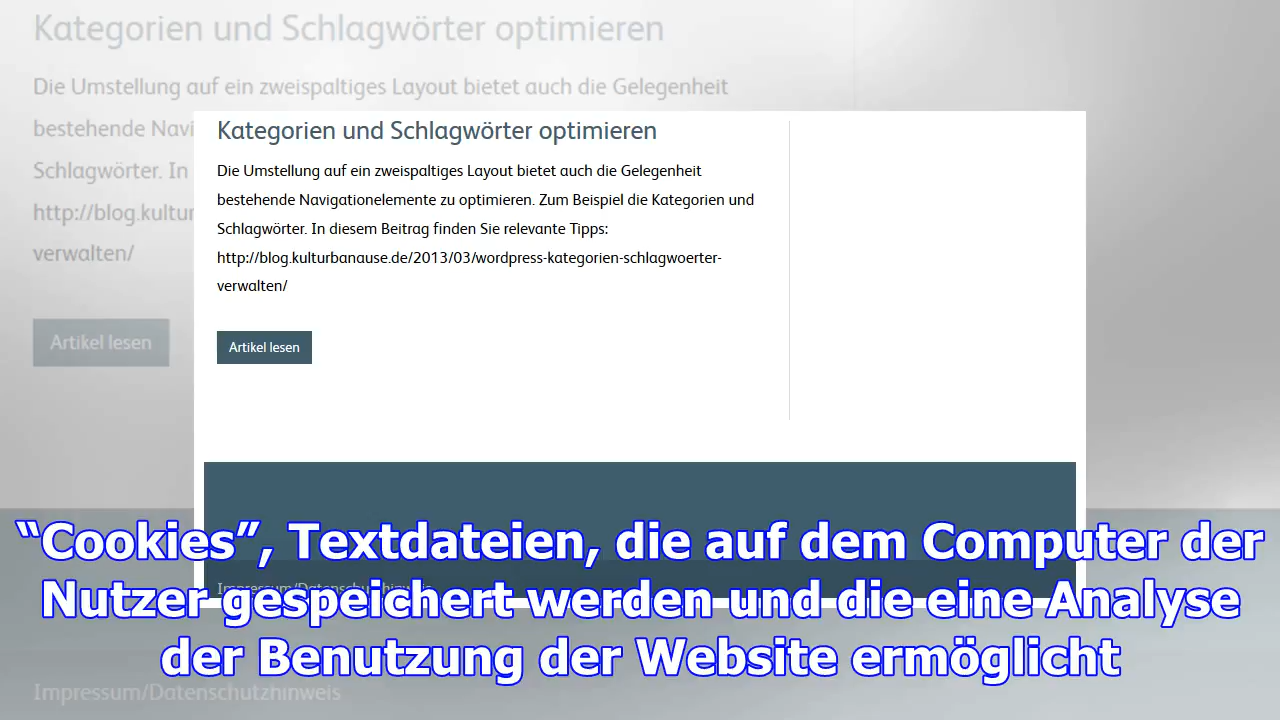 Kategorien und Schlagwörter optimieren
Die Umstellung auf ein zweispaltiges Layout bietet auch die Gelegenheit
bestehende Navi
Schlagwörter. In
http://blog.kultur
verwalten/
Artikel lesen
Kategorien und Schlagwörter optimieren
Die Umstellung auf ein zweispaltiges Layout bietet auch die Gelegenheit
bestehende Navigationelemente zu optimieren. Zum Beispiel die Kategorien und
Schlagwörter. In diesem Beitrag finden Sie relevante Tipps:
http://blog.kulturbanause.de/2013/03/wordpress-kategorien-schlagwoerter-
verwalten/
Artikel lesen
Impressum/Datenschutzhinweis
“Cookies”, Textdateien, die auf dem Computer der
Nutzer gespeichert werden und die eine Analyse
der Benutzung der Website ermöglicht
Impressum/Datenschutzhinweis